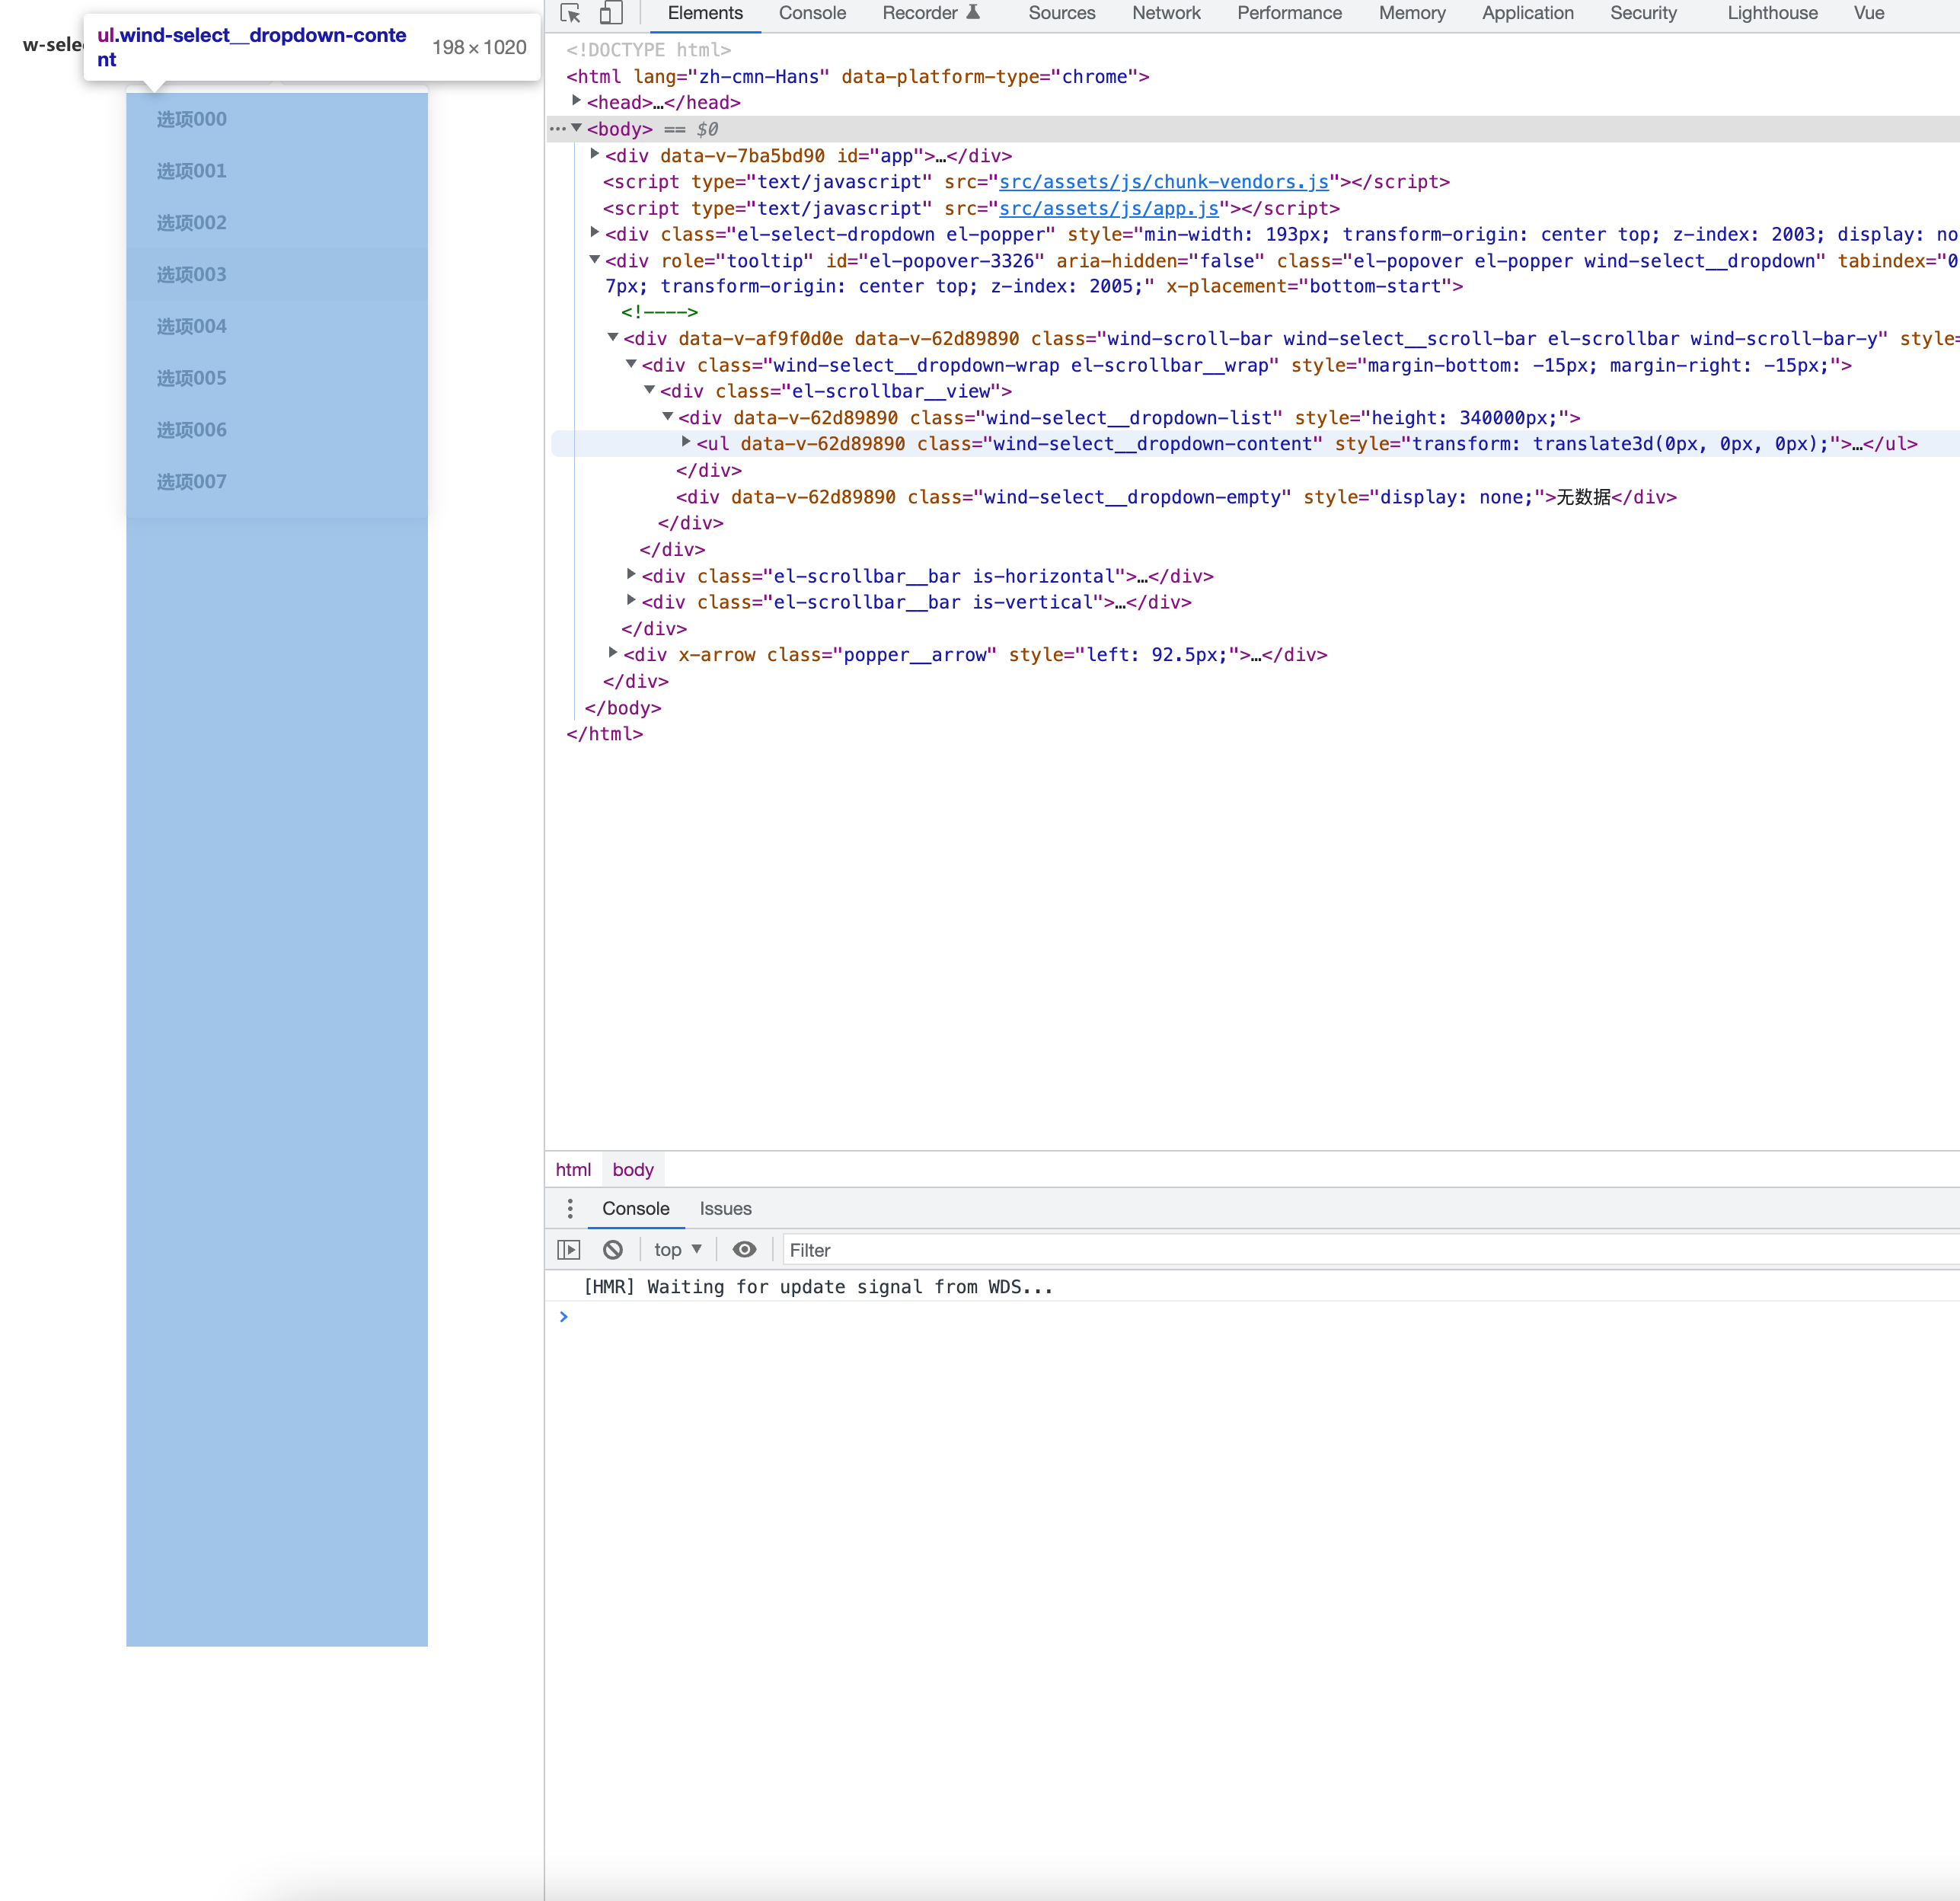 w-sele
ul.wind-select__dropdown-conte
nt
198 × 1020
选项000
选项001
选项002
选项003
选项004
选项005
选项006
选项007
Elements Console Recorder Sources Network Performance Memory Application Security Lighthouse Vue
<!DOCTYPE html>
<html lang="zh-cmn-Hans" data-platform-type="chrome">
<head>…</head>
<body> == $0
<div data-v-7ba5bd90 id="app">…</div>
<script type="text/javascript" src="src/assets/js/chunk-vendors.js"></script>
<script type="text/javascript" src="src/assets/js/app.js"></script>
<div class="el-select-dropdown el-popper" style="min-width: 193px; transform-origin: center top; z-index: 2003; display: no
<div role="tooltip" id="el-popover-3326" aria-hidden="false" class="el-popover el-popper wind-select__dropdown" tabindex="0
7px; transform-origin: center top; z-index: 2005;" x-placement="bottom-start">
<!---->
<div data-v-af9f0d0e data-v-62d89890 class="wind-scroll-bar wind-select__scroll-bar el-scrollbar wind-scroll-bar-y" style=
<div class="wind-select__dropdown-wrap el-scrollbar__wrap" style="margin-bottom: -15px; margin-right: -15px;">
<div class="el-scrollbar__view">
<div data-v-62d89890 class="wind-select__dropdown-list" style="height: 340000px;">
<ul data-v-62d89890 class="wind-select__dropdown-content" style="transform: translate3d(0px, 0px, 0px);">…</ul>
</div>
<div data-v-62d89890 class="wind-select__dropdown-empty" style="display: none;">无数据</div>
</div>
</div>
<div class="el-scrollbar__bar is-horizontal">…</div>
<div class="el-scrollbar__bar is-vertical">…</div>
</div>
<div x-arrow class="popper__arrow" style="left: 92.5px;">…</div>
</div>
</body>
</html>
html body
Console Issues
top Filter
[HMR] Waiting for update signal from WDS...